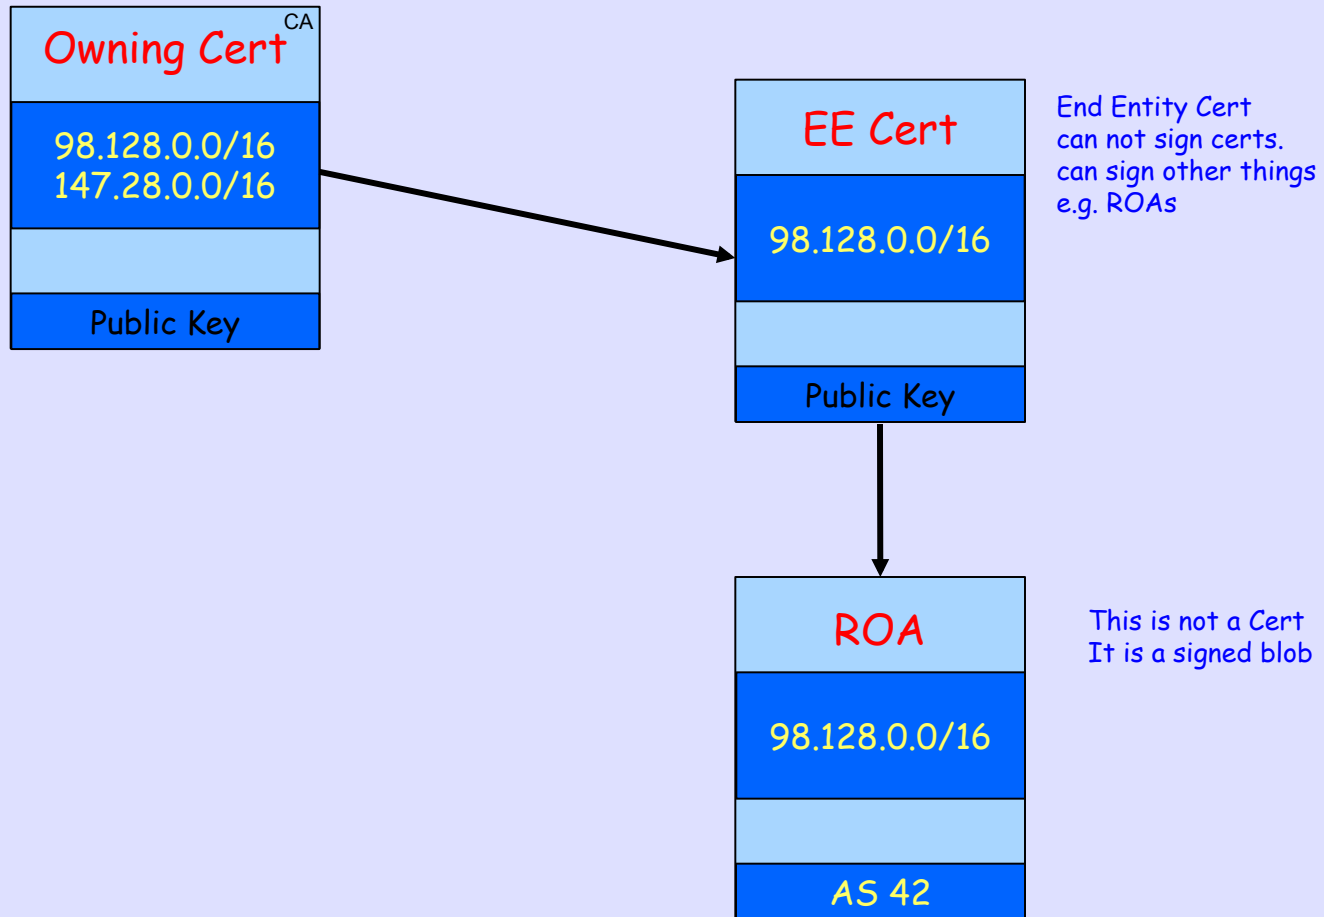 CA
Owning Cert
98.128.0.0/16
147.28.0.0/16
Public Key
EE Cert
98.128.0.0/16
Public Key
End Entity Cert
can not sign certs.
can sign other things
e.g. ROAs
ROA
98.128.0.0/16
AS 42
This is not a Cert
It is a signed blob